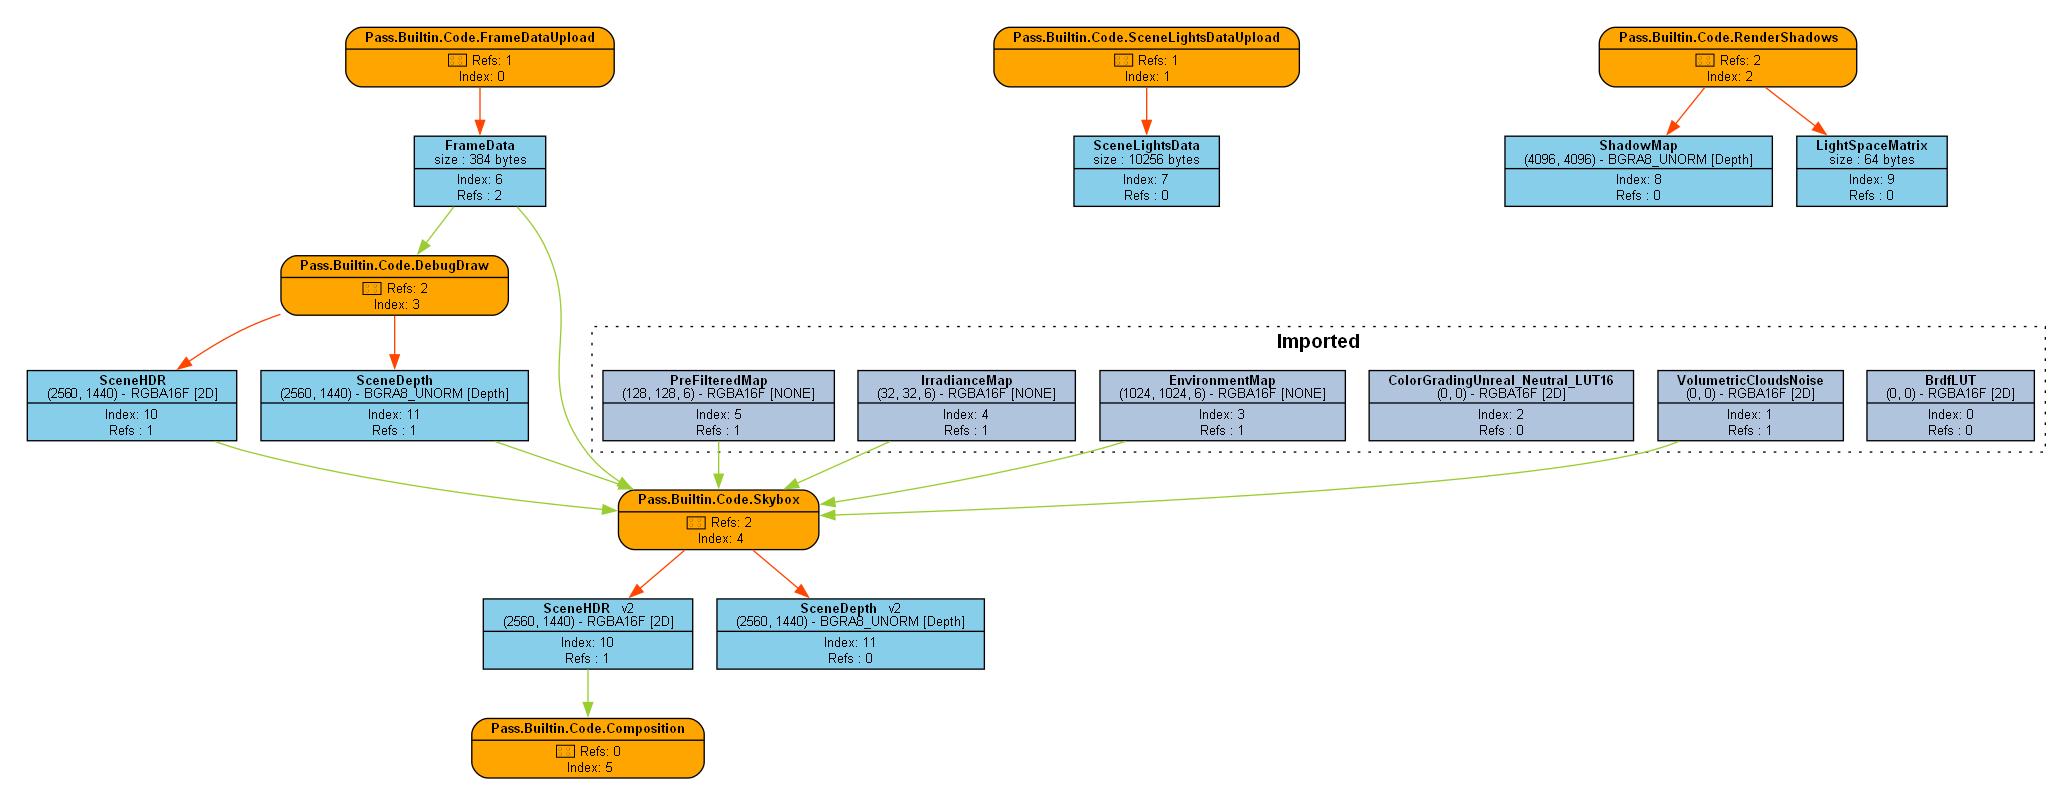 Pass.Builtin.Code.FrameDataUpload
Refs: 1
Index: 0
Pass.Builtin.Code.SceneLightsDataUpload
Refs: 1
Index: 1
Pass.Builtin.Code.RenderShadows
Refs: 2
Index: 2
FrameData
size : 384 bytes
Index: 6
Refs : 2
SceneLightsData
size : 10256 bytes
Index: 7
Refs : 0
ShadowMap
(4096, 4096) - BGRA8_UNORM [Depth]
Index: 8
Refs : 0
LightSpaceMatrix
size : 64 bytes
Index: 9
Refs : 0
Pass.Builtin.Code.DebugDraw
Refs: 2
Index: 3
Imported
SceneHDR
(2560, 1440) - RGBA16F [2D]
Index: 10
Refs : 1
SceneDepth
(2560, 1440) - BGRA8_UNORM [Depth]
Index: 11
Refs : 1
PreFilteredMap
(128, 128, 6) - RGBA16F [NONE]
Index: 5
Refs : 1
IrradianceMap
(32, 32, 6) - RGBA16F [NONE]
Index: 4
Refs : 1
EnvironmentMap
(1024, 1024, 6) - RGBA16F [NONE]
Index: 3
Refs : 1
ColorGradingUnreal_Neutral_LUT16
(0, 0) - RGBA16F [2D]
Index: 2
Refs : 0
VolumetricCloudsNoise
(0, 0) - RGBA16F [2D]
Index: 1
Refs : 1
BrdfLUT
(0, 0) - RGBA16F [2D]
Index: 0
Refs : 0
Pass.Builtin.Code.Skybox
Refs: 2
Index: 4
SceneHDR v2
(2560, 1440) - RGBA16F [2D]
Index: 10
Refs : 1
SceneDepth v2
(2560, 1440) - BGRA8_UNORM [Depth]
Index: 11
Refs : 0
Pass.Builtin.Code.Composition
Refs: 0
Index: 5